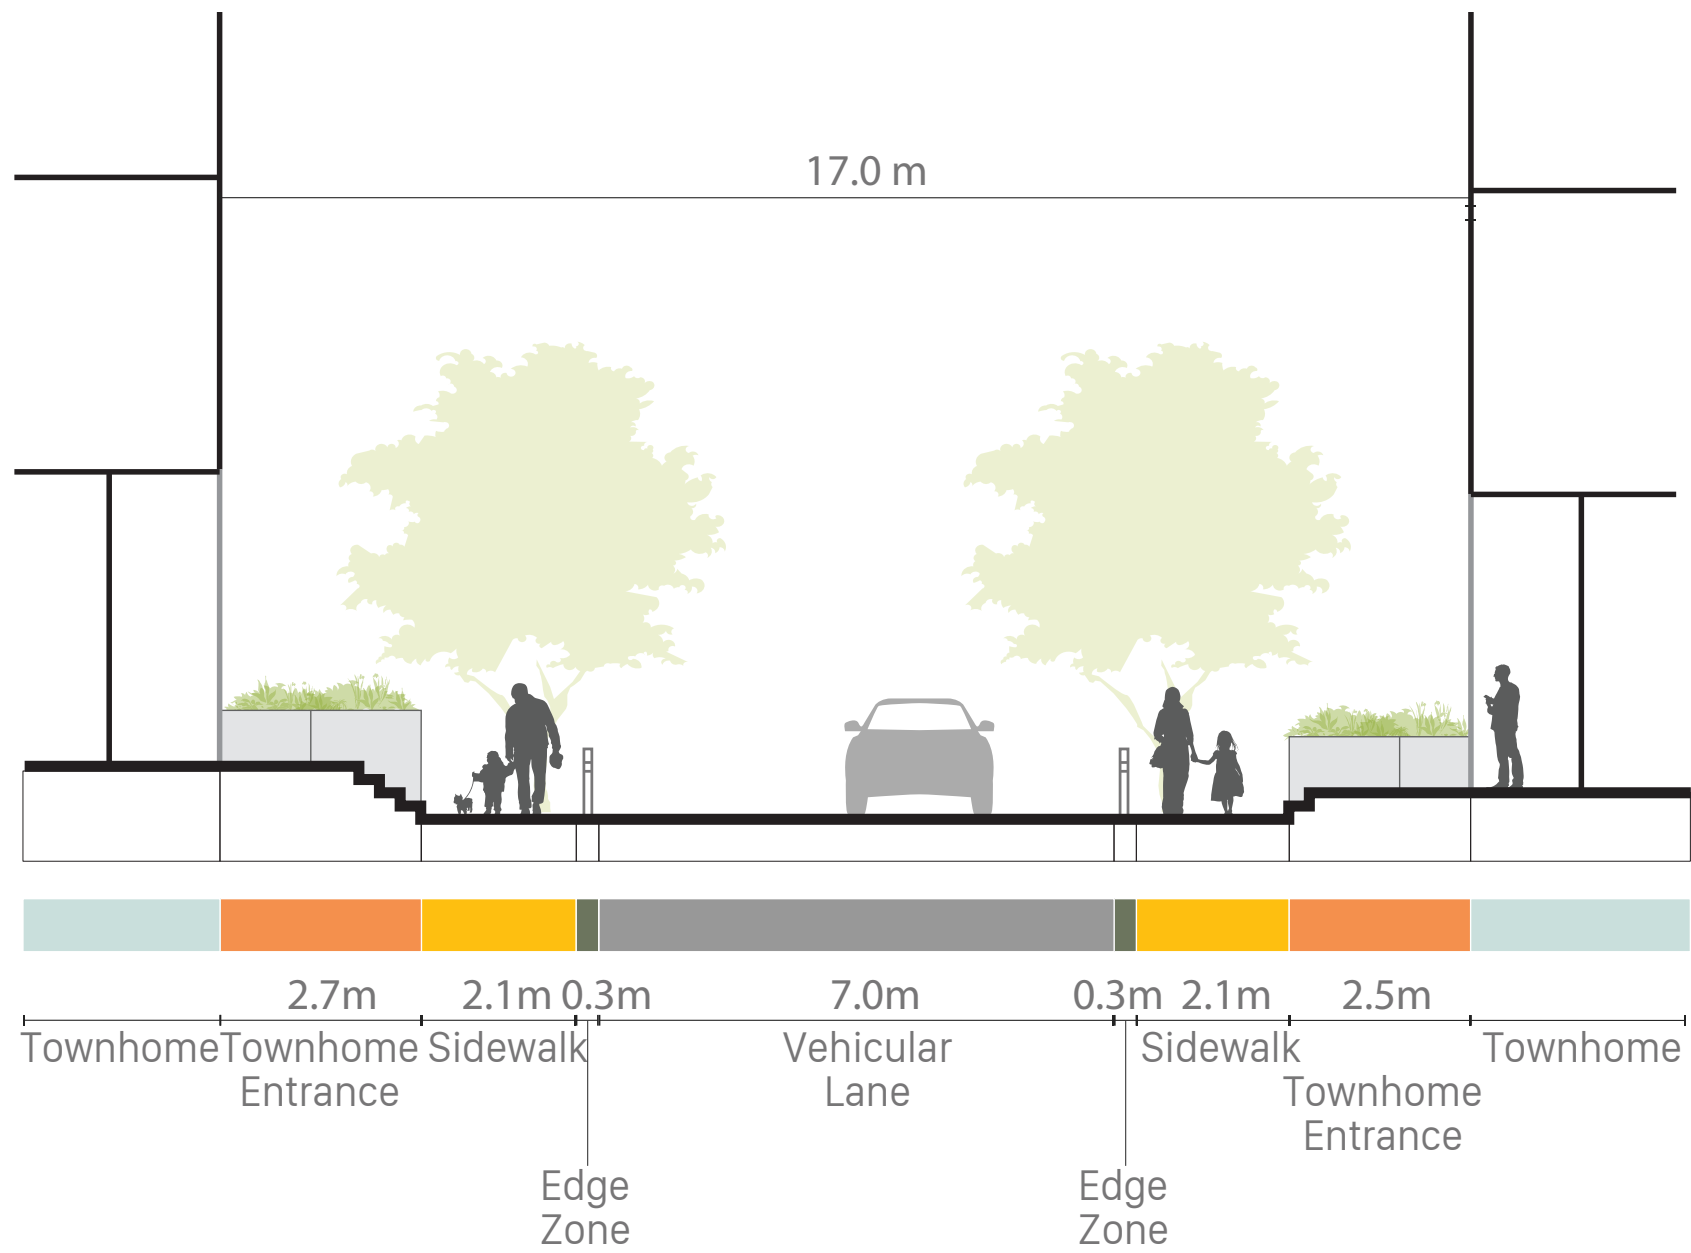 17.0 m
2.7m 2.1m 0.3m 7.0m 0.3m 2.1m 2.5m
Townhome Townhome Sidewalk Vehicular Sidewalk Townhome
Entrance Lane Townhome
Entrance
Edge Edge
Zone Zone